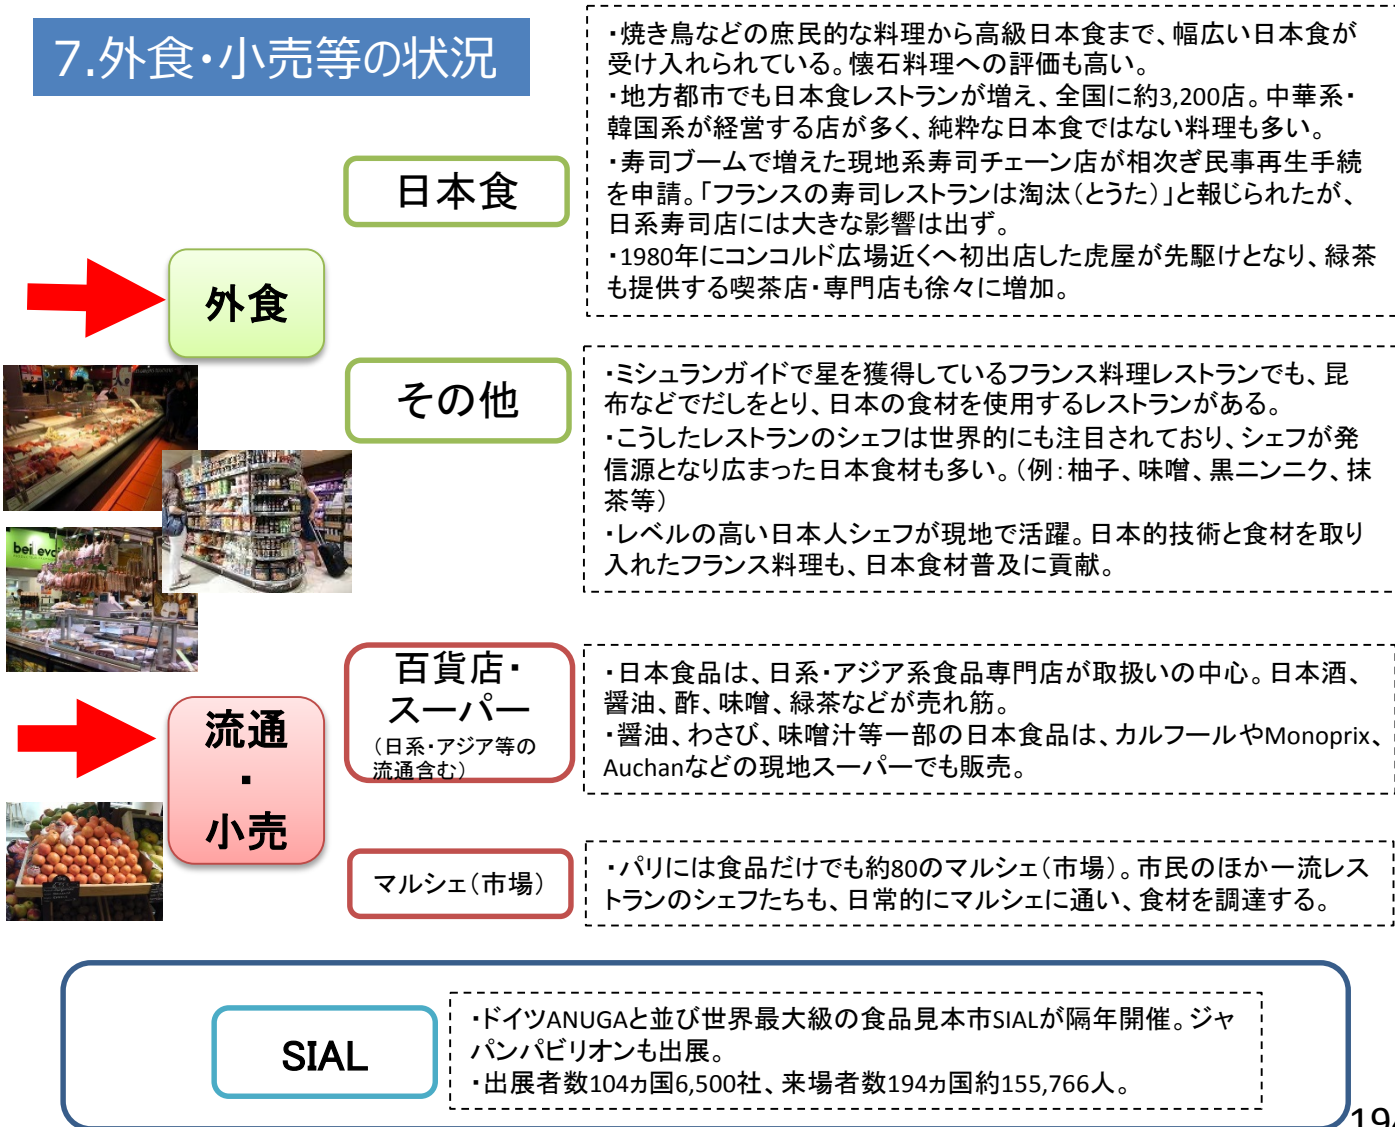 7.外食・小売等の状況
・焼き鳥などの庶民的な料理から高級日本食まで、幅広い日本食が
受け入れられている。懐石料理への評価も高い。
・地方都市でも日本食レストランが増え、全国に約3,200店。中華系・
韓国系が経営する店が多く、純粋な日本食ではない料理も多い。
・寿司ブームで増えた現地系寿司チェーン店が相次ぎ民事再生手続
を申請。「フランスの寿司レストランは淘汰(とうた)」と報じられたが、
日系寿司店には大きな影響は出ず。
・1980年にコンコルド広場近くへ初出店した虎屋が先駆けとなり、緑茶
も提供する喫茶店・専門店も徐々に増加。
日本食
外食
その他
・ミシュランガイドで星を獲得しているフランス料理レストランでも、昆
布などでだしをとり、日本の食材を使用するレストランがある。
・こうしたレストランのシェフは世界的にも注目されており、シェフが発
信源となり広まった日本食材も多い。(例:柚子、味噌、黒ニンニク、抹
茶等)
・レベルの高い日本人シェフが現地で活躍。日本的技術と食材を取り
入れたフランス料理も、日本食材普及に貢献。
百貨店・
スーパー
(日系・アジア等の
流通含む)
・日本食品は、日系・アジア系食品専門店が取扱いの中心。日本酒、
醤油、酢、味噌、緑茶などが売れ筋。
・醤油、わさび、味噌汁等一部の日本食品は、カルフールやMonoprix、
Auchanなどの現地スーパーでも販売。
流通
・
小売
マルシェ(市場)
・パリには食品だけでも約80のマルシェ(市場)。市民のほか一流レス
トランのシェフたちも、日常的にマルシェに通い、食材を調達する。
SIAL
・ドイツANUGAと並び世界最大級の食品見本市SIALが隔年開催。ジャ
パンパビリオンも出展。
・出展者数104ヵ国6,500社、来場者数194ヵ国約155,766人。